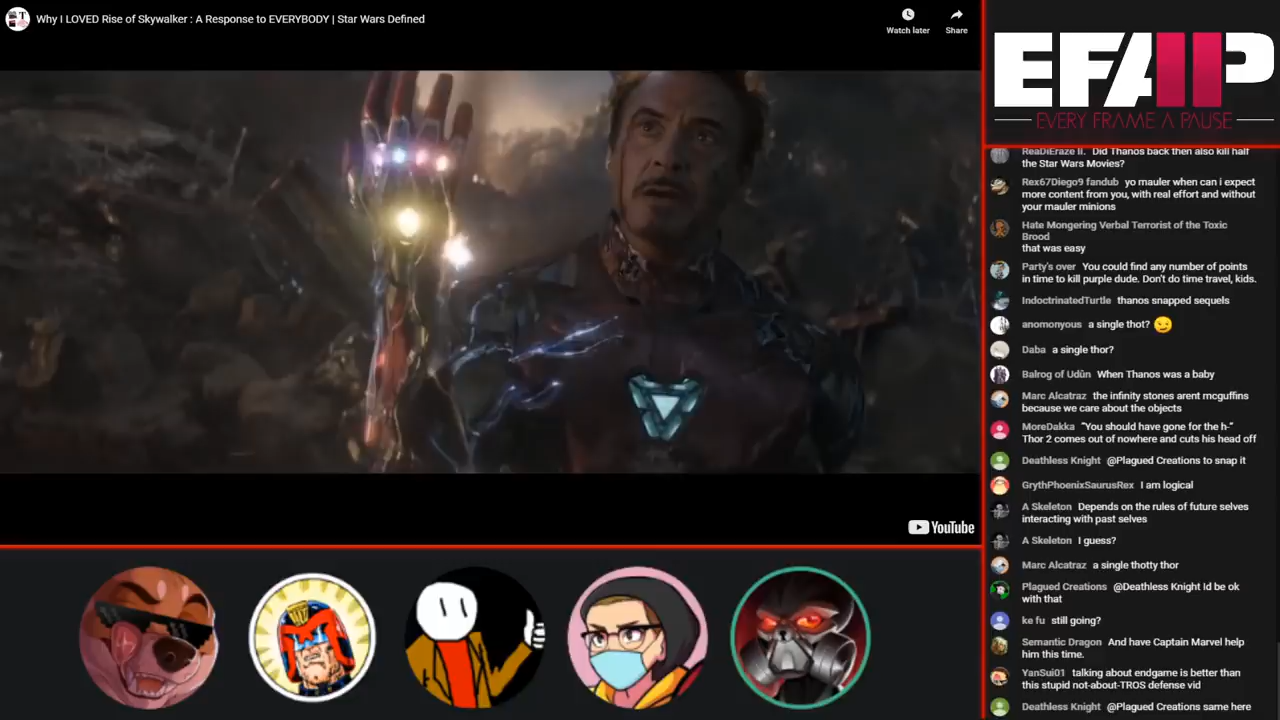 Why I LOVED Rise of Skywalker : A Response to EVERYBODY | Star Wars Defined
Watch later
Share
YouTube
EFAP
EVERY FRAME A PAUSE
ReaDiEraze ii. Did Thanos back then also kill half
the Star Wars Movies?
Rex67Diego9 fandub yo mauler when can i expect
more content from you, with real effort and without
your mauler minions
Hate Mongering Verbal Terrorist of the Toxic
Brood
that was easy
Party's over You could find any number of points
in time to kill purple dude. Don't do time travel, kids.
IndoctrinatedTurtle thanos snapped sequels
anomonyous a single thot? 😏
Daba a single thor?
Balrog of Udûn When Thanos was a baby
Marc Alcatraz the infinity stones arent mcguffins
because we care about the objects
MoreDakka “You should have gone for the h-”
Thor 2 comes out of nowhere and cuts his head off
Deathless Knight @Plagued Creations to snap it
GrythPhoenixSaurusRex I am logical
A Skeleton Depends on the rules of future selves
interacting with past selves
A Skeleton I guess?
Marc Alcatraz a single thotty thor
Plagued Creations @Deathless Knight Id be ok
with that
ke fu still going?
Semantic Dragon And have Captain Marvel help
him this time.
YanSui01 talking about endgame is better than
this stupid not-about-TROS defense vid
Deathless Knight @Plagued Creations same here